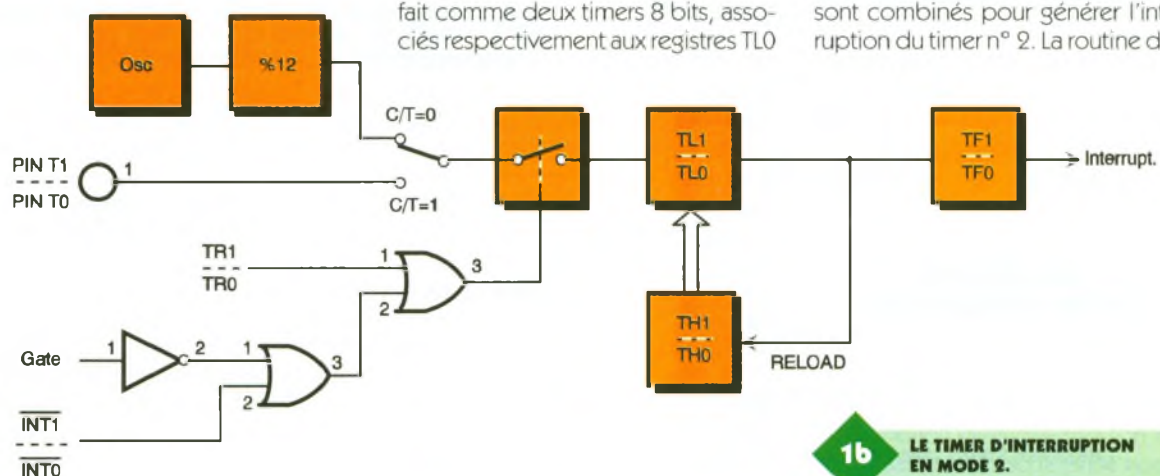 fait comme deux timers 8 bits, asso-
ciés respectivement aux registres TL0
sont combinés pour générer l'int
ruption du timer n° 2. La routine d
Osc
%12
C/T=0
C/T=1
PIN T1
PIN T0
1
TL1
TL0
TF1
TF0
Interrupt.
TR1
TR0
1
2
3
TH1
TH0
RELOAD
Gate
1
2
1
2
3
INT1
INT0
1b
LE TIMER D'INTERRUPTION
EN MODE 2.